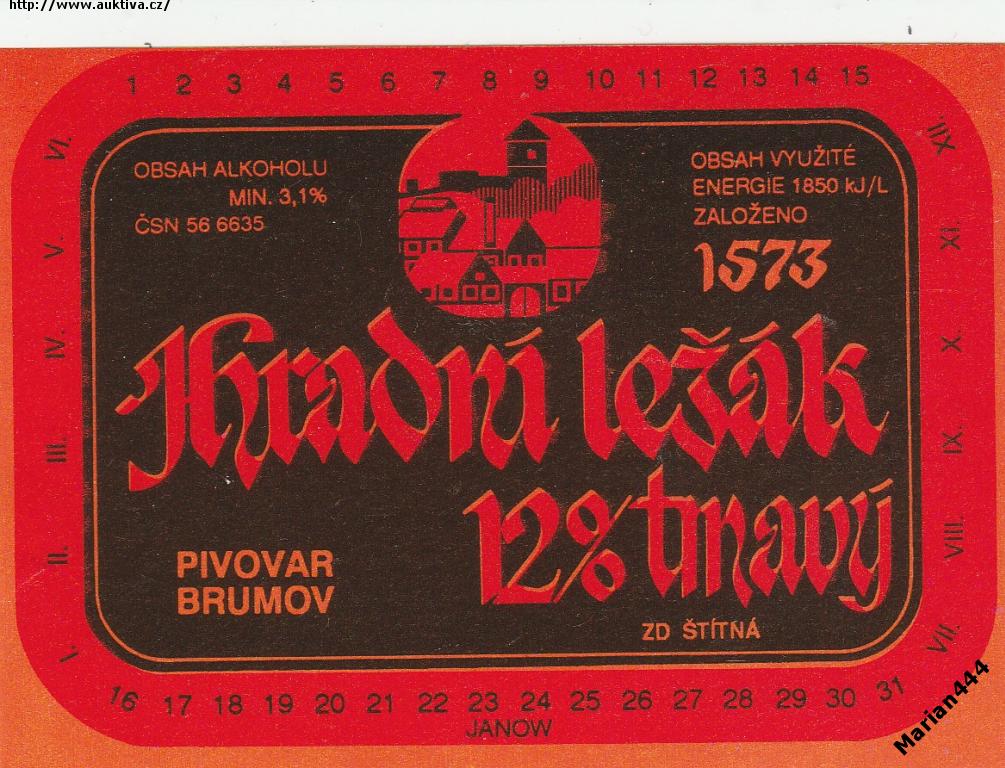 http://www.auktiva.cz/
1 2 3 4 5 6 7 8 9 10 11 12 13 14 15
VI. V. IV. III. II. I.
OBSAH ALKOHOLU
MIN. 3,1%
ČSN 56 6635
OBSAH VYUŽITÉ
ENERGIE 1850 kJ/L
ZALOŽENO
1573
Hradní ležák
12% tmavý
PIVOVAR
BRUMOV
ZD ŠTÍTNÁ
XII. XI. X. IX. VIII. VII.
16 17 18 19 20 21 22 23 24 25 26 27 28 29 30 31
JANOW
Marian444